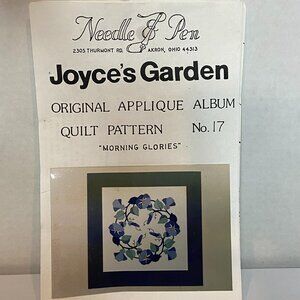 Needle & Pen
2305 THURMONT RD. AKRON, OHIO 44313
Joyce's Garden
ORIGINAL APPLIQUE ALBUM
QUILT PATTERN No. 17
"MORNING GLORIES"